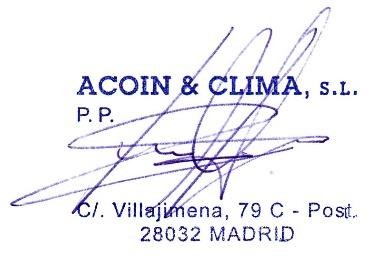 ACOIN & CLIMA, S.L.
P. P.
C/. Villajimena, 79 C - Post.
28032 MADRID